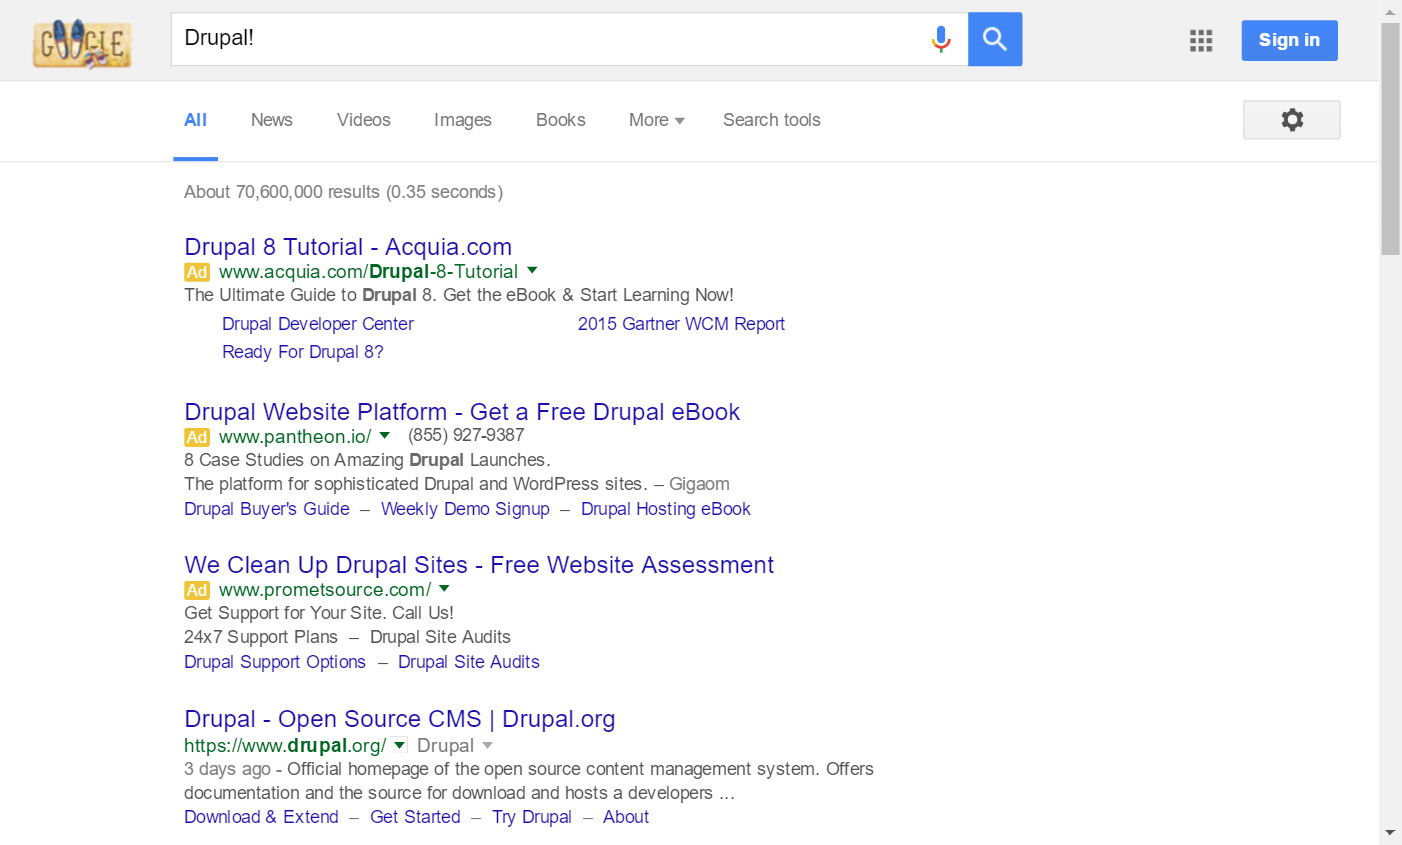 GOOGLE
Drupal!
Sign in
All News Videos Images Books More Search tools
About 70,600,000 results (0.35 seconds)
Drupal 8 Tutorial - Acquia.com
Ad www.acquia.com/Drupal-8-Tutorial
The Ultimate Guide to Drupal 8. Get the eBook & Start Learning Now!
Drupal Developer Center 2015 Gartner WCM Report
Ready For Drupal 8?
Drupal Website Platform - Get a Free Drupal eBook
Ad www.pantheon.io/ (855) 927-9387
8 Case Studies on Amazing Drupal Launches.
The platform for sophisticated Drupal and WordPress sites. – Gigaom
Drupal Buyer's Guide – Weekly Demo Signup – Drupal Hosting eBook
We Clean Up Drupal Sites - Free Website Assessment
Ad www.prometsource.com/
Get Support for Your Site. Call Us!
24x7 Support Plans – Drupal Site Audits
Drupal Support Options – Drupal Site Audits
Drupal - Open Source CMS | Drupal.org
https://www.drupal.org/ Drupal
3 days ago - Official homepage of the open source content management system. Offers
documentation and the source for download and hosts a developers ...
Download & Extend – Get Started – Try Drupal – About